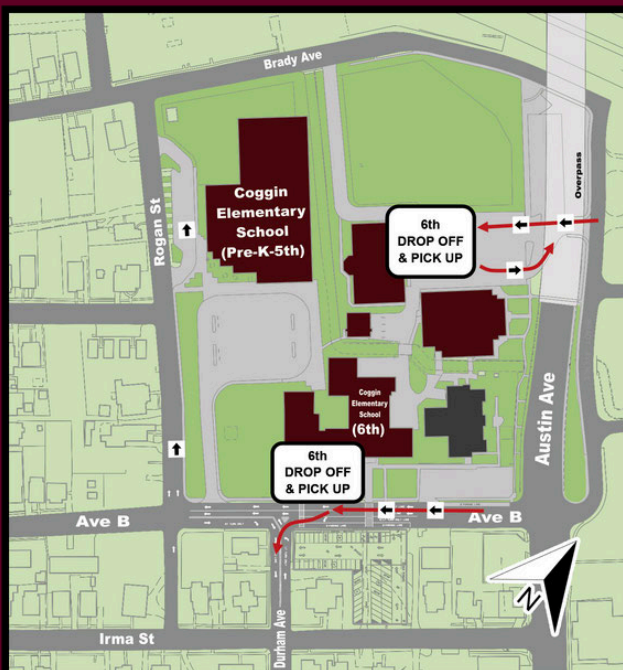 Brady Ave
Overpass
Coggin
Elementary
School
(Pre-K-5th)
Rogan St
6th
DROP OFF
& PICK UP
Austin Ave
Coggin
Elementary
School
(6th)
6th
DROP OFF
& PICK UP
Ave B
Ave B
N
Irma St
Durham Ave